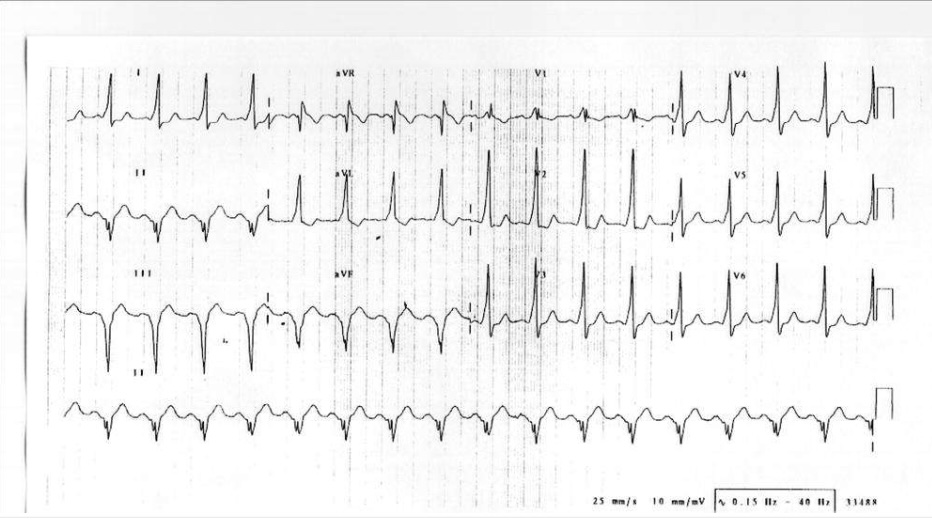 I aVR V1 V4
II aVL V2 V5
III aVF V3 V6
II
25 mm/s 10 mm/mV ∿ 0.15 Hz - 40 Hz 33488